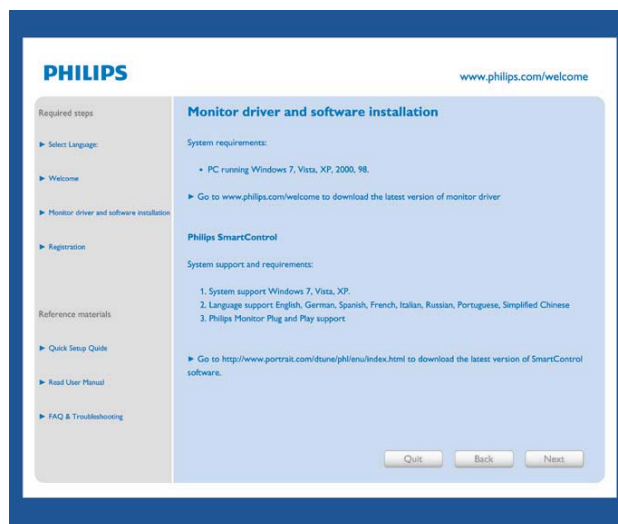 PHILIPS
www.philips.com/welcome
Required steps
► Select Language:
► Welcome
► Monitor driver and software installation
► Registration
Reference materials
► Quick Setup Quide
► Read User Manual
► FAQ & Troubleshooting
Monitor driver and software installation
System requirements:
• PC running Windows 7, Vista, XP, 2000, 98.
► Go to www.philips.com/welcome to download the latest version of monitor driver
Philips SmartControl
System support and requirements:
1. System support Windows 7, Vista, XP.
2. Language support English, German, Spanish, French, Italian, Russian, Portuguese, Simplified Chinese
3. Philips Monitor Plug and Play support
► Go to http://www.portrait.com/dtune/phl/enu/index.html to download the latest version of SmartControl
software.
Quit
Back
Next